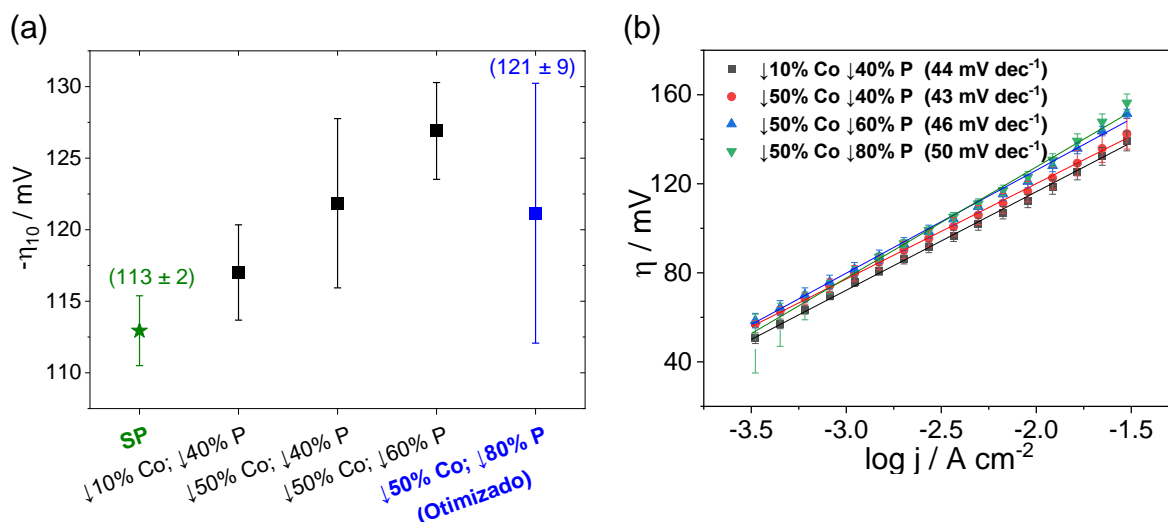 (a)
-η10 / mV
130
125
120
115
110
(113 ± 2)
(121 ± 9)
SP
↓10% Co; ↓40% P
↓50% Co; ↓40% P
↓50% Co; ↓60% P
↓50% Co; ↓80% P
(Otimizado)
(b)
η / mV
160
120
80
40
↓10% Co ↓40% P (44 mV dec⁻¹)
↓50% Co ↓40% P (43 mV dec⁻¹)
↓50% Co ↓60% P (46 mV dec⁻¹)
↓50% Co ↓80% P (50 mV dec⁻¹)
-3.5 -3.0 -2.5 -2.0 -1.5
log j / A cm⁻²